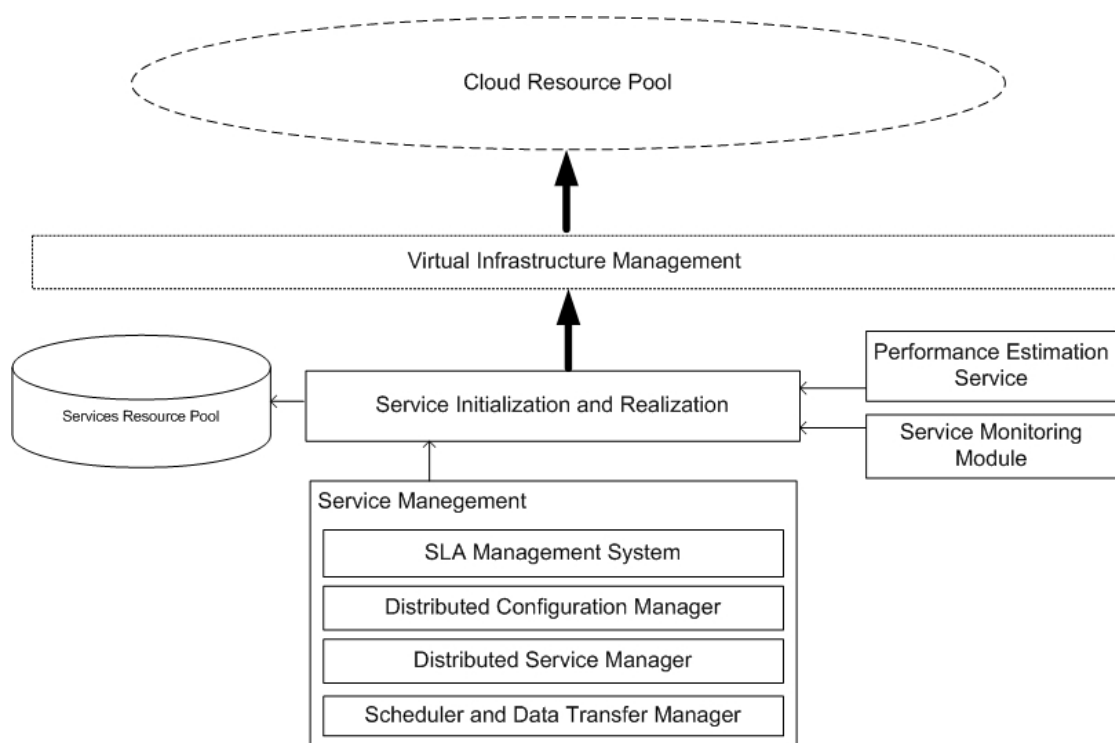 Cloud Resource Pool
Virtual Infrastructure Management
Services Resource Pool
Service Initialization and Realization
Performance Estimation
Service
Service Monitoring
Module
Service Manegement
SLA Management System
Distributed Configuration Manager
Distributed Service Manager
Scheduler and Data Transfer Manager